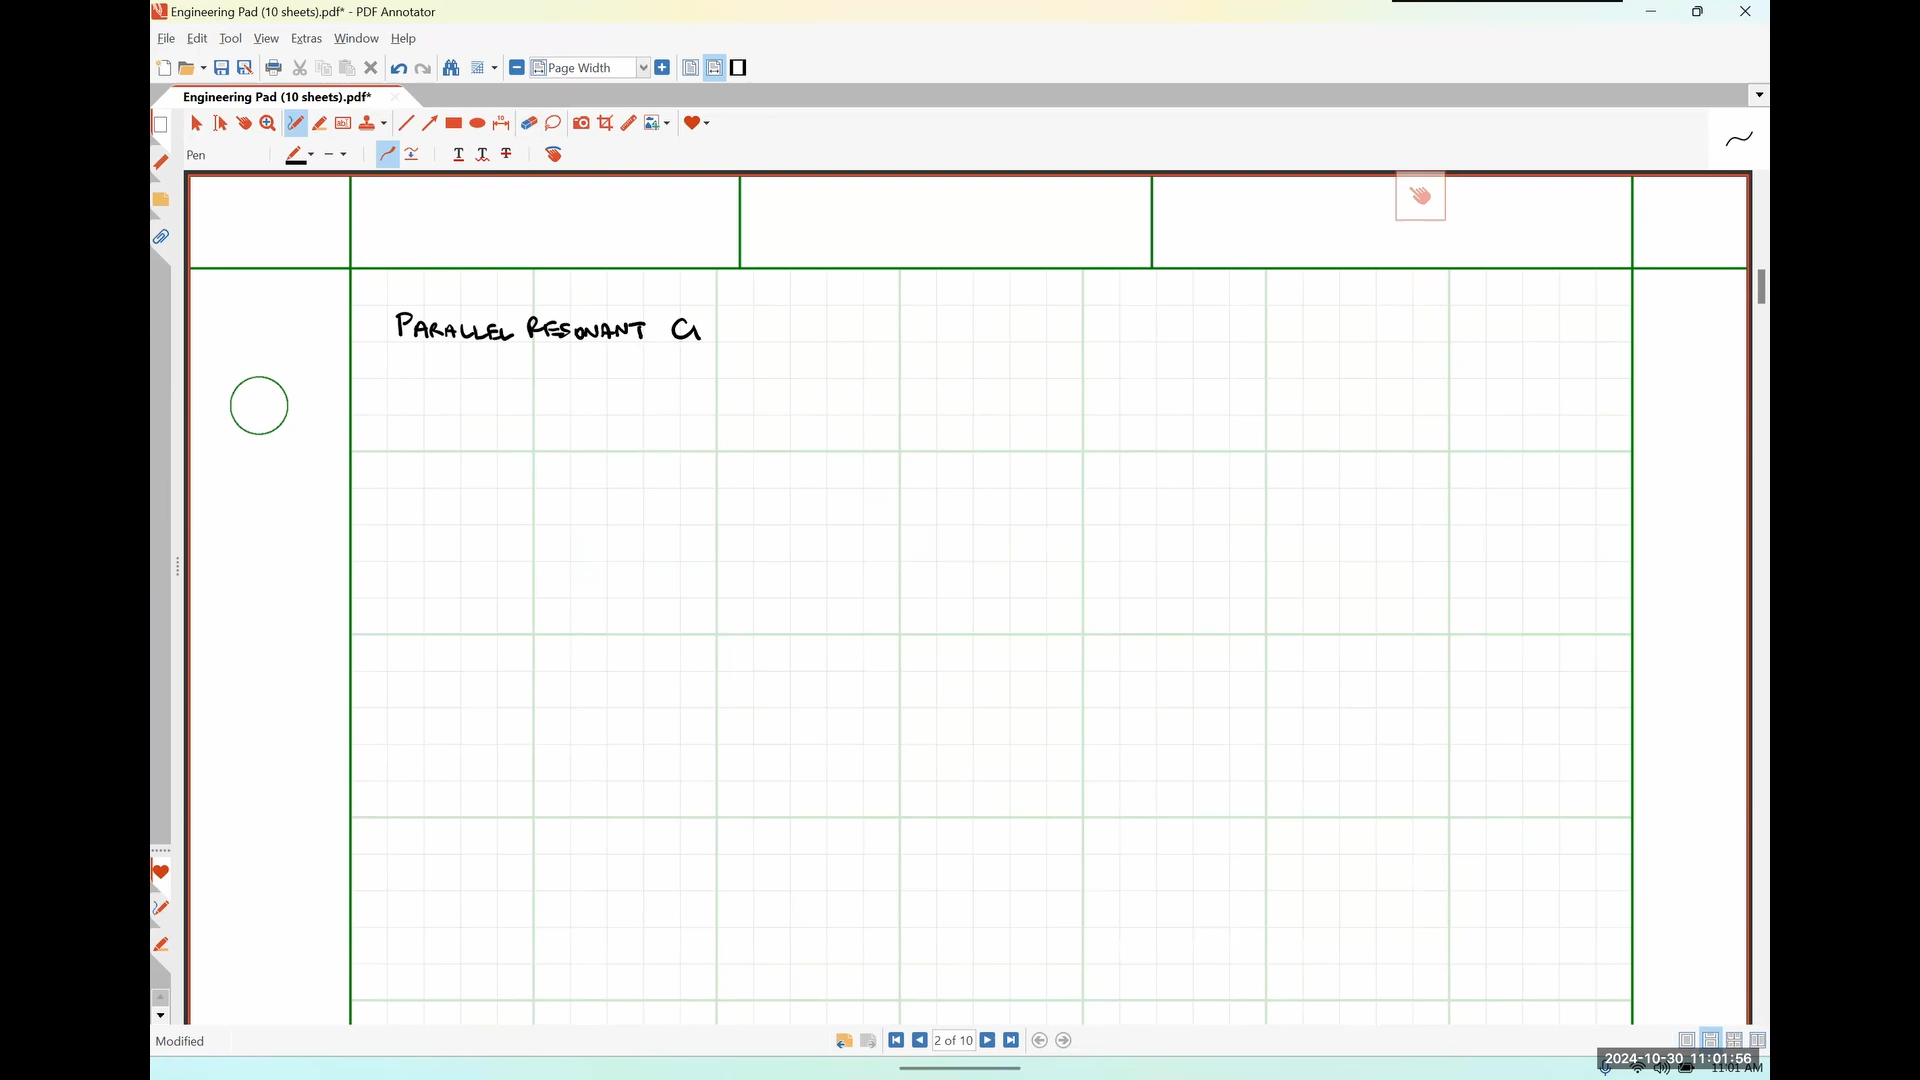 Engineering Pad (10 sheets).pdf* - PDF Annotator
File Edit Tool View Extras Window Help
Page Width
Engineering Pad (10 sheets).pdf*
Pen
PARALLEL RESONANT CI
Modified
2 of 10
2024-10-30 11:01:56
11:01 AM